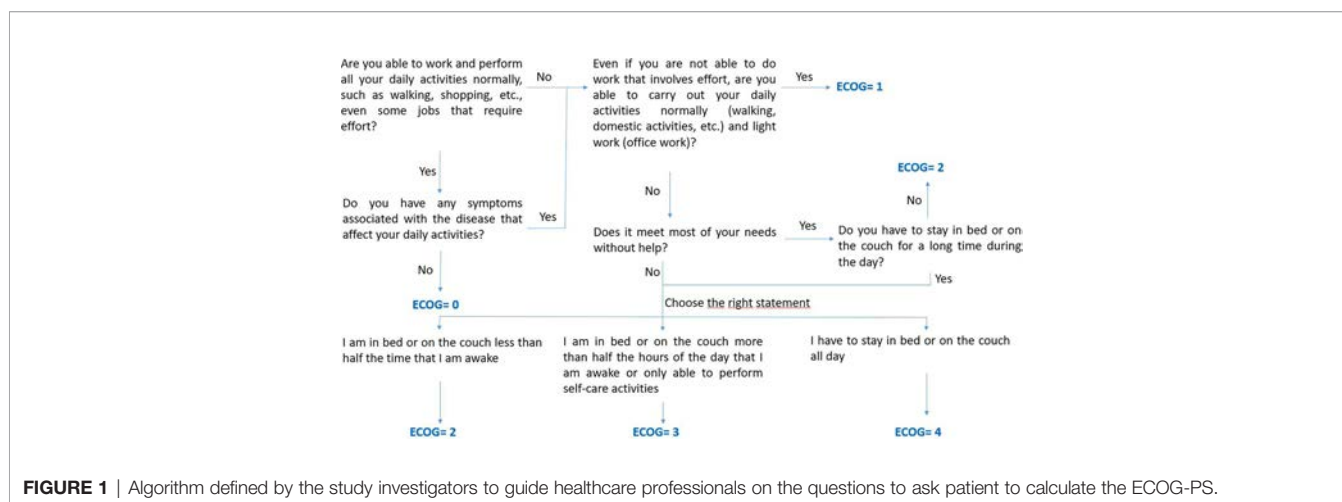 Are you able to work and perform
all your daily activities normally,
such as walking, shopping, etc.,
even some jobs that require
effort?
No
Even if you are not able to do
work that involves effort, are you
able to carry out your daily
activities normally (walking,
domestic activities, etc.) and light
work (office work)?
Yes
ECOG= 1
Yes
Do you have any symptoms
associated with the disease that
affect your daily activities?
Yes
No
Does it meet most of your needs
without help?
Yes
ECOG= 2
No
Do you have to stay in bed or on
the couch for a long time during
the day?
No
ECOG= 0
No
Yes
Choose the right statement
I am in bed or on the couch less than
half the time that I am awake
I am in bed or on the couch more
than half the hours of the day that I
am awake or only able to perform
self-care activities
I have to stay in bed or on the couch
all day
ECOG= 2
ECOG= 3
ECOG= 4
FIGURE 1 | Algorithm defined by the study investigators to guide healthcare professionals on the questions to ask patient to calculate the ECOG-PS.